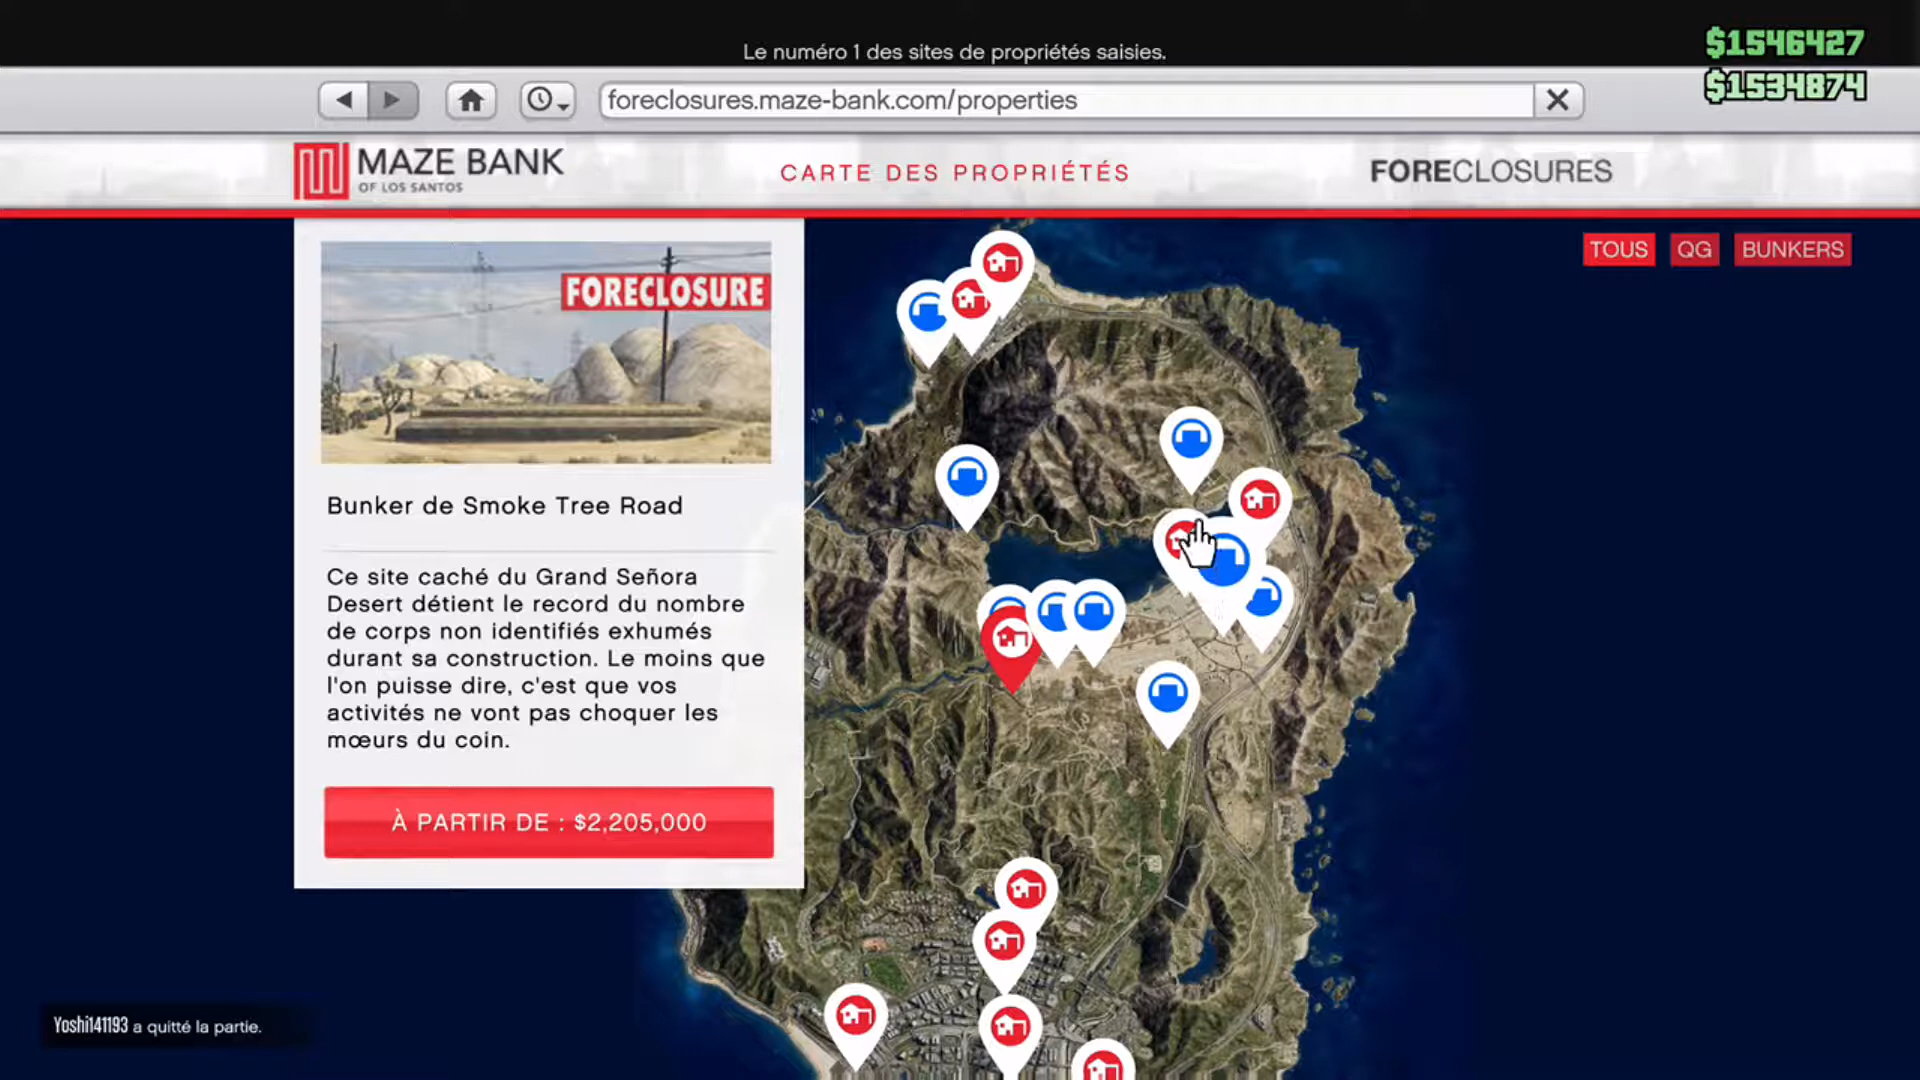 Le numéro 1 des sites de propriétés saisies.
$1546427
$1534874
foreclosures.maze-bank.com/properties
MAZE BANK
OF LOS SANTOS
CARTE DES PROPRIÉTÉS
FORECLOSURES
TOUS
QG
BUNKERS
FORECLOSURE
Bunker de Smoke Tree Road
Ce site caché du Grand Señora
Desert détient le record du nombre
de corps non identifiés exhumés
durant sa construction. Le moins que
l'on puisse dire, c'est que vos
activités ne vont pas choquer les
mœurs du coin.
À PARTIR DE : $2,205,000
Yoshi141193 a quitté la partie.